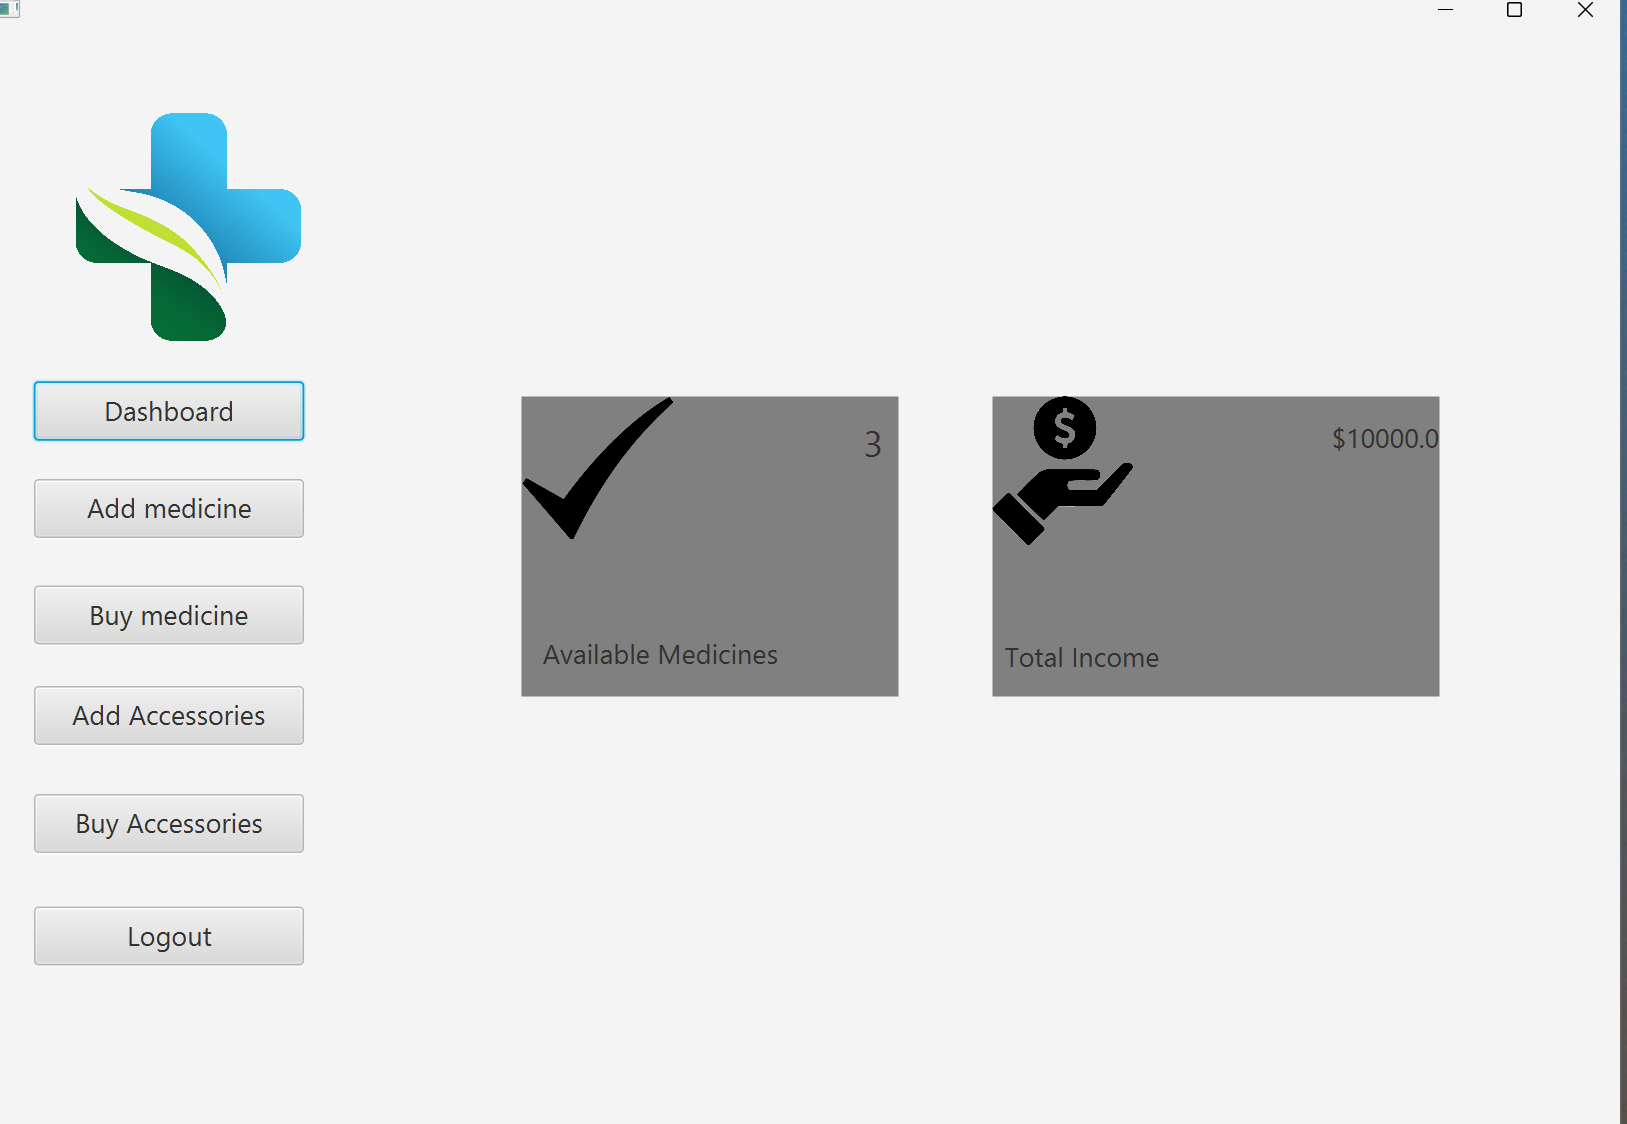 Dashboard
Add medicine
Buy medicine
Add Accessories
Buy Accessories
Logout
3
Available Medicines
$
$10000.0
Total Income